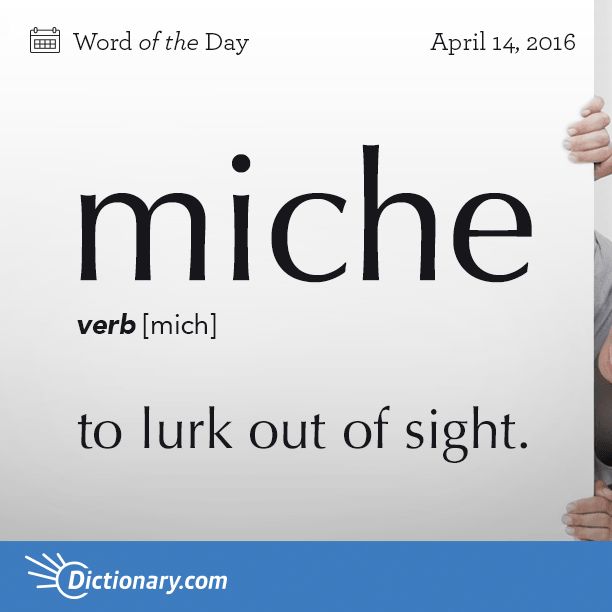 Word of the Day
April 14, 2016
miche
verb [mich]
to lurk out of sight.
Dictionary.com